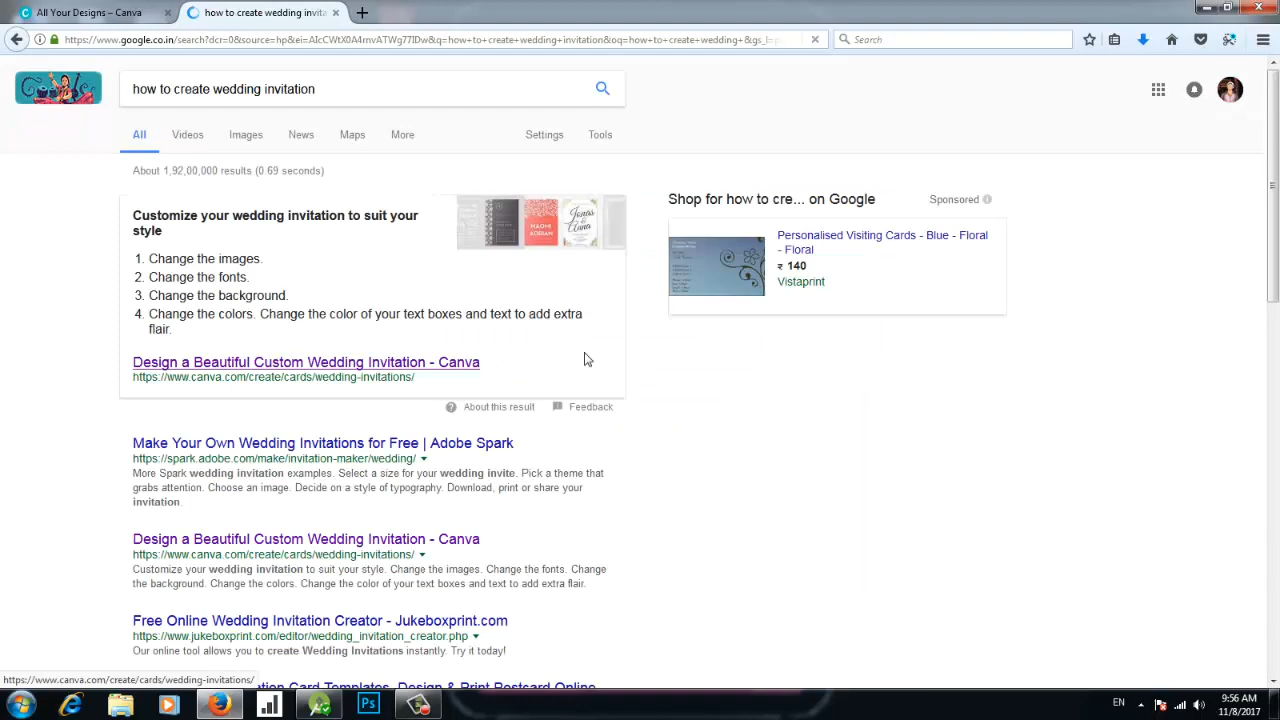 All Your Designs – Canva
how to create wedding invita
https://www.google.co.in/search?dcr=0&source=hp&ei=AIcCWtX0A4rnvATWg77IDw&q=how+to+create+wedding+invitation&oq=how+to+create+wedding+&gs_l=p
Search
how to create wedding invitation
All
Videos
Images
News
Maps
More
Settings
Tools
About 1,92,00,000 results (0.69 seconds)
Customize your wedding invitation to suit your
style
1. Change the images.
2. Change the fonts.
3. Change the background.
4. Change the colors. Change the color of your text boxes and text to add extra
flair.
Design a Beautiful Custom Wedding Invitation - Canva
https://www.canva.com/create/cards/wedding-invitations/
About this result
Feedback
Shop for how to cre... on Google
Sponsored
Personalised Visiting Cards - Blue - Floral
- Floral
₹ 140
Vistaprint
Make Your Own Wedding Invitations for Free | Adobe Spark
https://spark.adobe.com/make/invitation-maker/wedding/
More Spark wedding invitation examples. Select a size for your wedding invite. Pick a theme that
grabs attention. Choose an image. Decide on a style of typography. Download, print or share your
invitation.
Design a Beautiful Custom Wedding Invitation - Canva
https://www.canva.com/create/cards/wedding-invitations/
Customize your wedding invitation to suit your style. Change the images. Change the fonts. Change
the background. Change the colors. Change the color of your text boxes and text to add extra flair.
Free Online Wedding Invitation Creator - Jukeboxprint.com
https://www.jukeboxprint.com/editor/wedding_invitation_creator.php
Our online tool allows you to create Wedding Invitations instantly. Try it today!
tion Card Templates, Design & Print Postcard Online
https://www.canva.com/create/cards/wedding-invitations/
Ps
EN
9:56 AM
11/8/2017